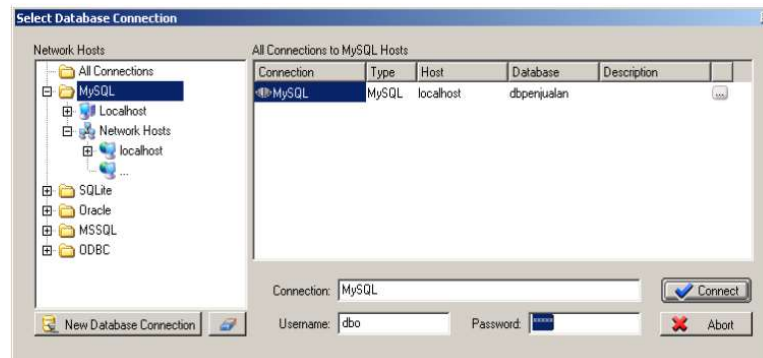 Select Database Connection
Network Hosts
All Connections
MySQL
Localhost
Network Hosts
localhost
...
SQLite
Oracle
MSSQL
ODBC
New Database Connection
All Connections to MySQL Hosts
Connection Type Host Database Description
MySQL MySQL localhost dbpenjualan ...
Connection: MySQL
Connect
Username: dbo Password: xxxxx
Abort